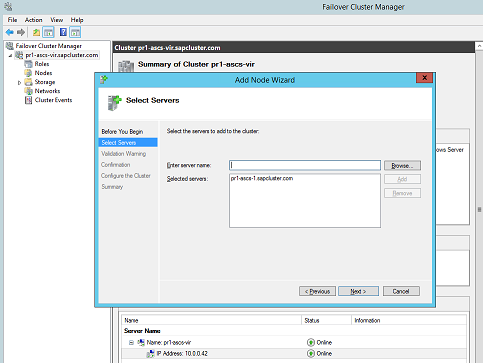 Failover Cluster Manager
File Action View Help
Failover Cluster Manager
pr1-ascs-vir.sapcluster.com
Roles
Nodes
Storage
Networks
Cluster Events
Cluster pr1-ascs-vir.sapcluster.com
Summary of Cluster pr1-ascs-vir
Add Node Wizard
Select Servers
Before You Begin
Select Servers
Validation Warning
Confirmation
Configure the Cluster
Summary
Select the servers to add to the cluster:
Enter server name:
Browse...
Selected servers:
pr1-ascs-1.sapcluster.com
Add
Remove
< Previous
Next >
Cancel
ows Server
Name Status Information
Server Name
Name: pr1-ascs-vir Online
IP Address: 10.0.0.42 Online